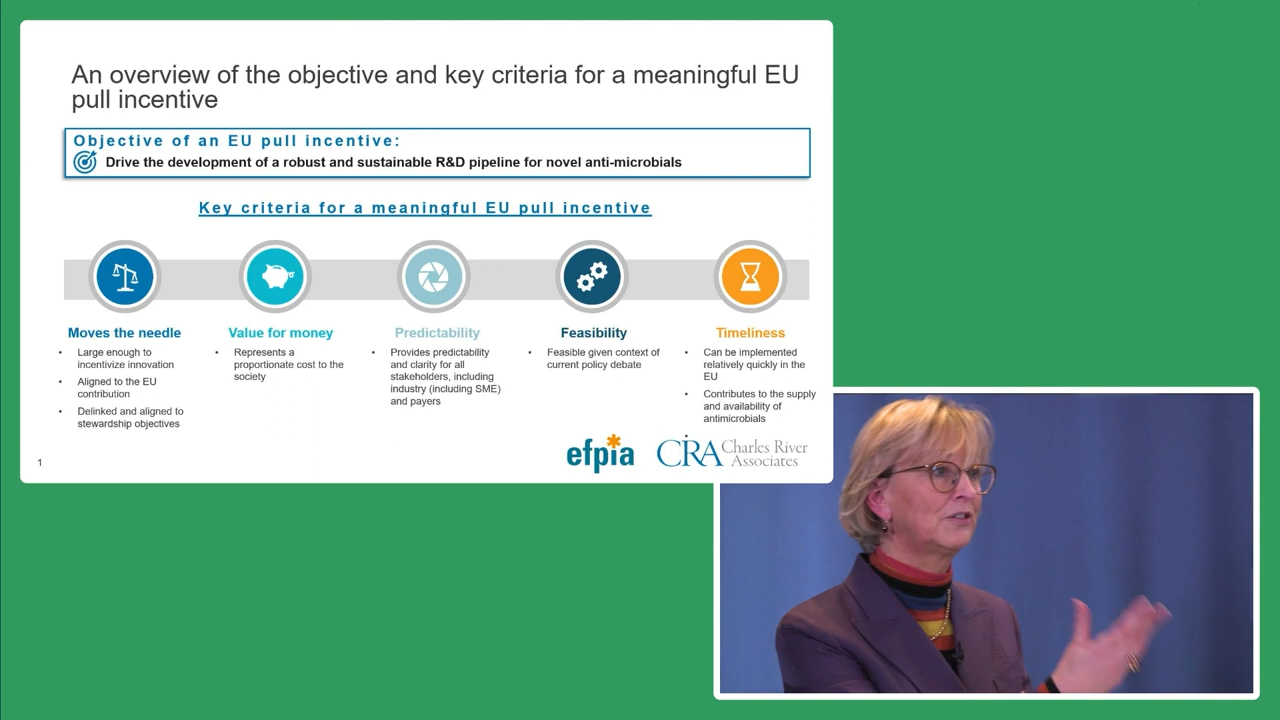 An overview of the objective and key criteria for a meaningful EU
pull incentive
Objective of an EU pull incentive:
Drive the development of a robust and sustainable R&D pipeline for novel anti-microbials
Key criteria for a meaningful EU pull incentive
Moves the needle
• Large enough to
incentivize innovation
• Aligned to the EU
contribution
• Delinked and aligned to
stewardship objectives
Value for money
• Represents a
proportionate cost to the
society
Predictability
• Provides predictability
and clarity for all
stakeholders, including
industry (including SME)
and payers
Feasibility
• Feasible given context of
current policy debate
Timeliness
• Can be implemented
relatively quickly in the
EU
• Contributes to the supply
and availability of
antimicrobials
1
efpia
CRA Charles River
Associates